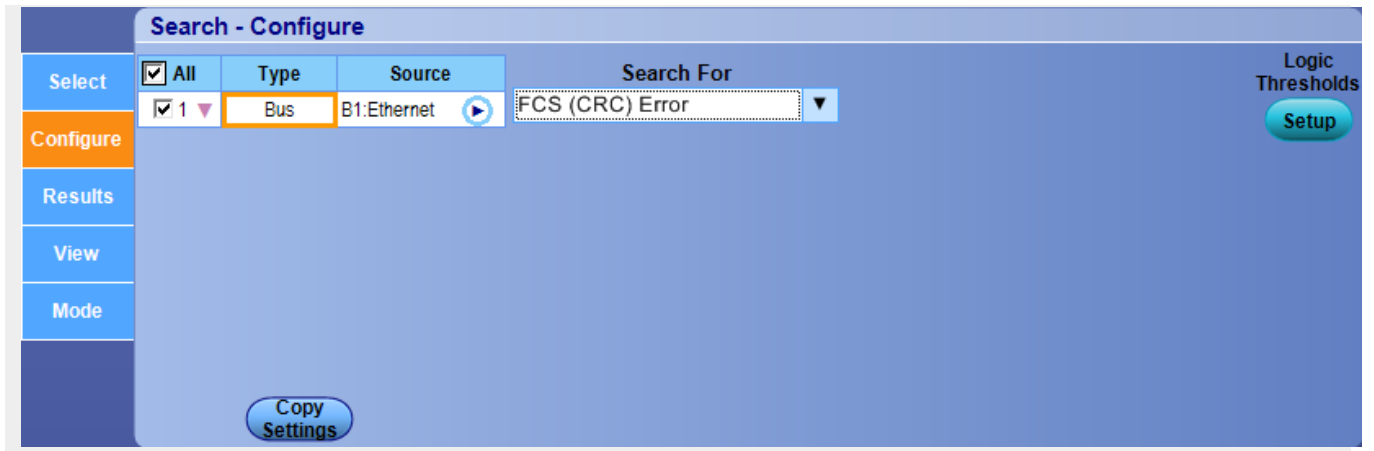 Search - Configure
Select
Configure
Results
View
Mode
All Type Source
1 Bus B1:Ethernet
Search For
FCS (CRC) Error
Logic
Thresholds
Setup
Copy
Settings